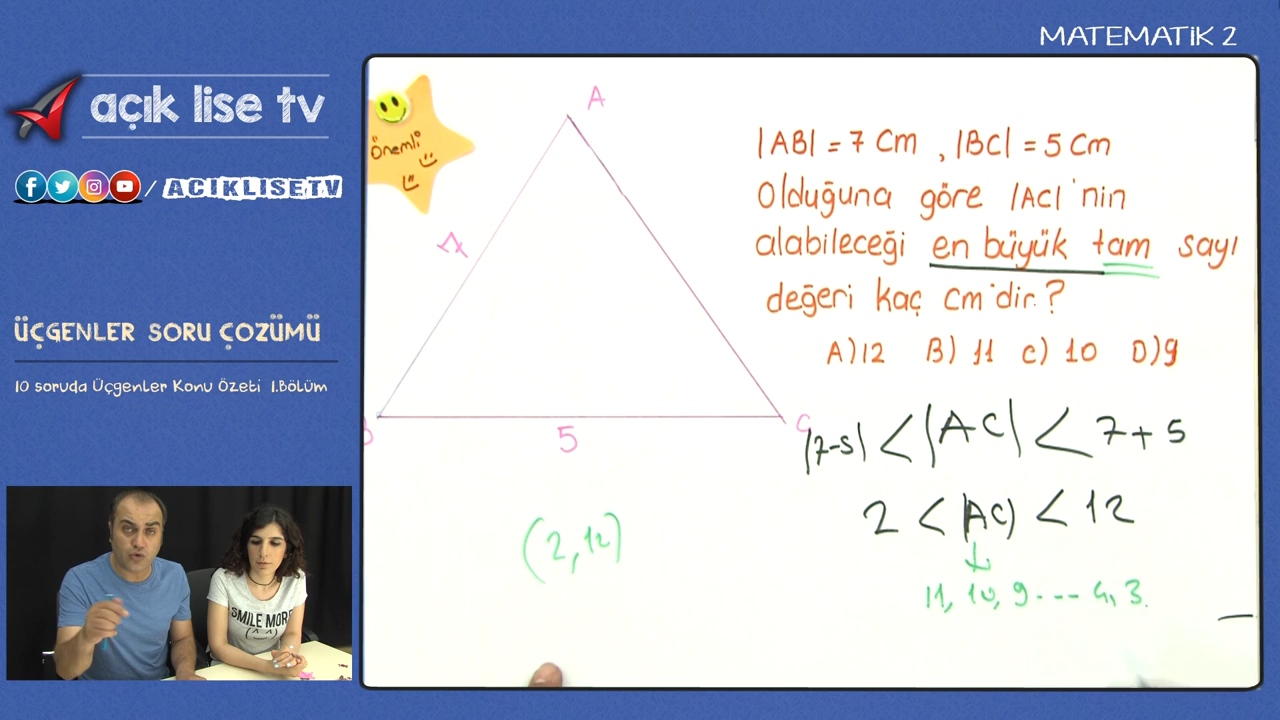 MATEMATİK 2
açık lise tv
/ ACIKLISETV
ÜÇGENLER SORU ÇOZÜMÜ
10 soruda Üçgenler Konu Özeti 1.Bölüm
SMILE MORE
Önemli
A
B
5
C
|AB| = 7 Cm , |BC| = 5 Cm
Olduğuna göre |AC|'nin
alabileceği en büyük tam sayı
değeri kaç cm'dir.?
A) 12 B) 11 C) 10 D) 9
|7-5| < |AC| < 7+5
2 < |AC| < 12
11, 10, 9 ---- 4, 3.
(2, 12)